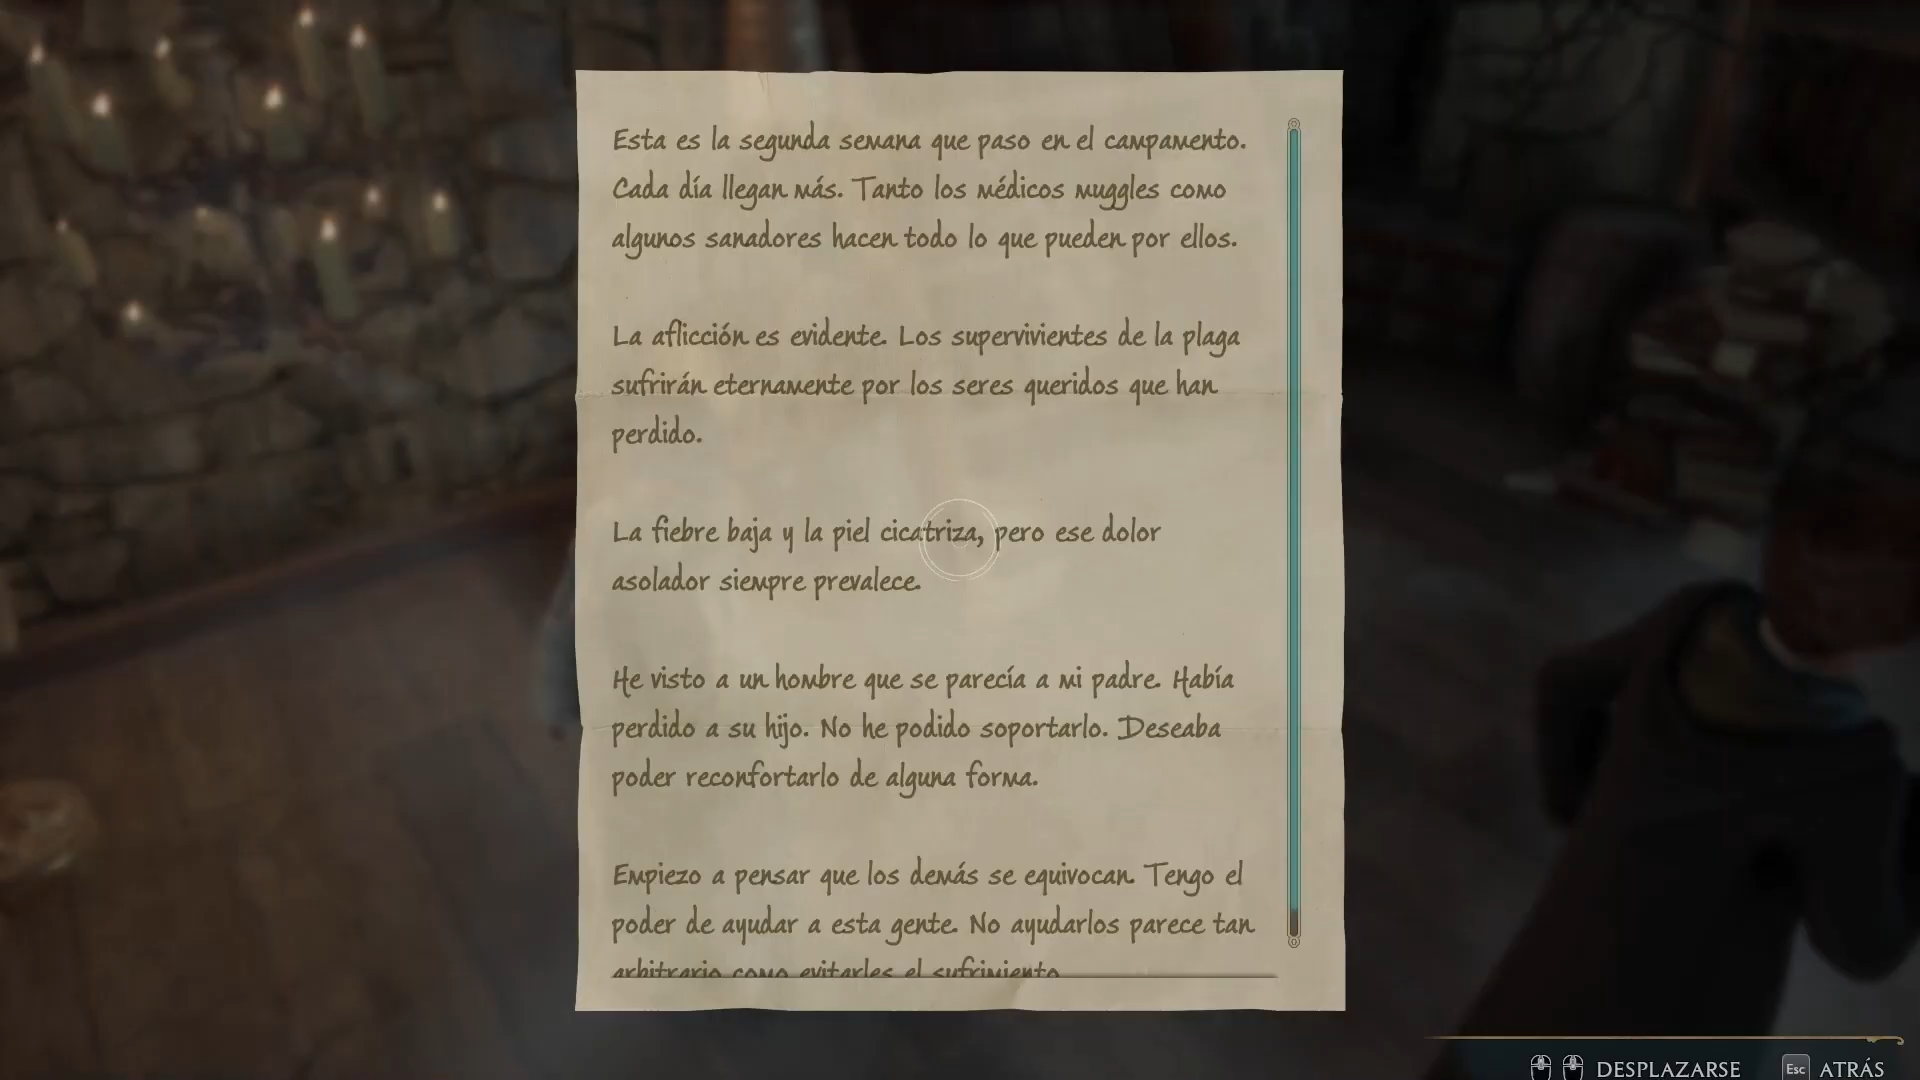 Esta es la segunda semana que paso en el campamento.
Cada día llegan más. Tanto los médicos muggles como
algunos sanadores hacen todo lo que pueden por ellos.
La aflicción es evidente. Los supervivientes de la plaga
sufrirán eternamente por los seres queridos que han
perdido.
La fiebre baja y la piel cicatriza, pero ese dolor
asolador siempre prevalece.
He visto a un hombre que se parecía a mi padre. Había
perdido a su hijo. No he podido soportarlo. Deseaba
poder reconfortarlo de alguna forma.
Empiezo a pensar que los demás se equivocan. Tengo el
poder de ayudar a esta gente. No ayudarlos parece tan
arbitrario como evitarles el sufrimiento.
DESPLAZARSE Esc ATRÁS